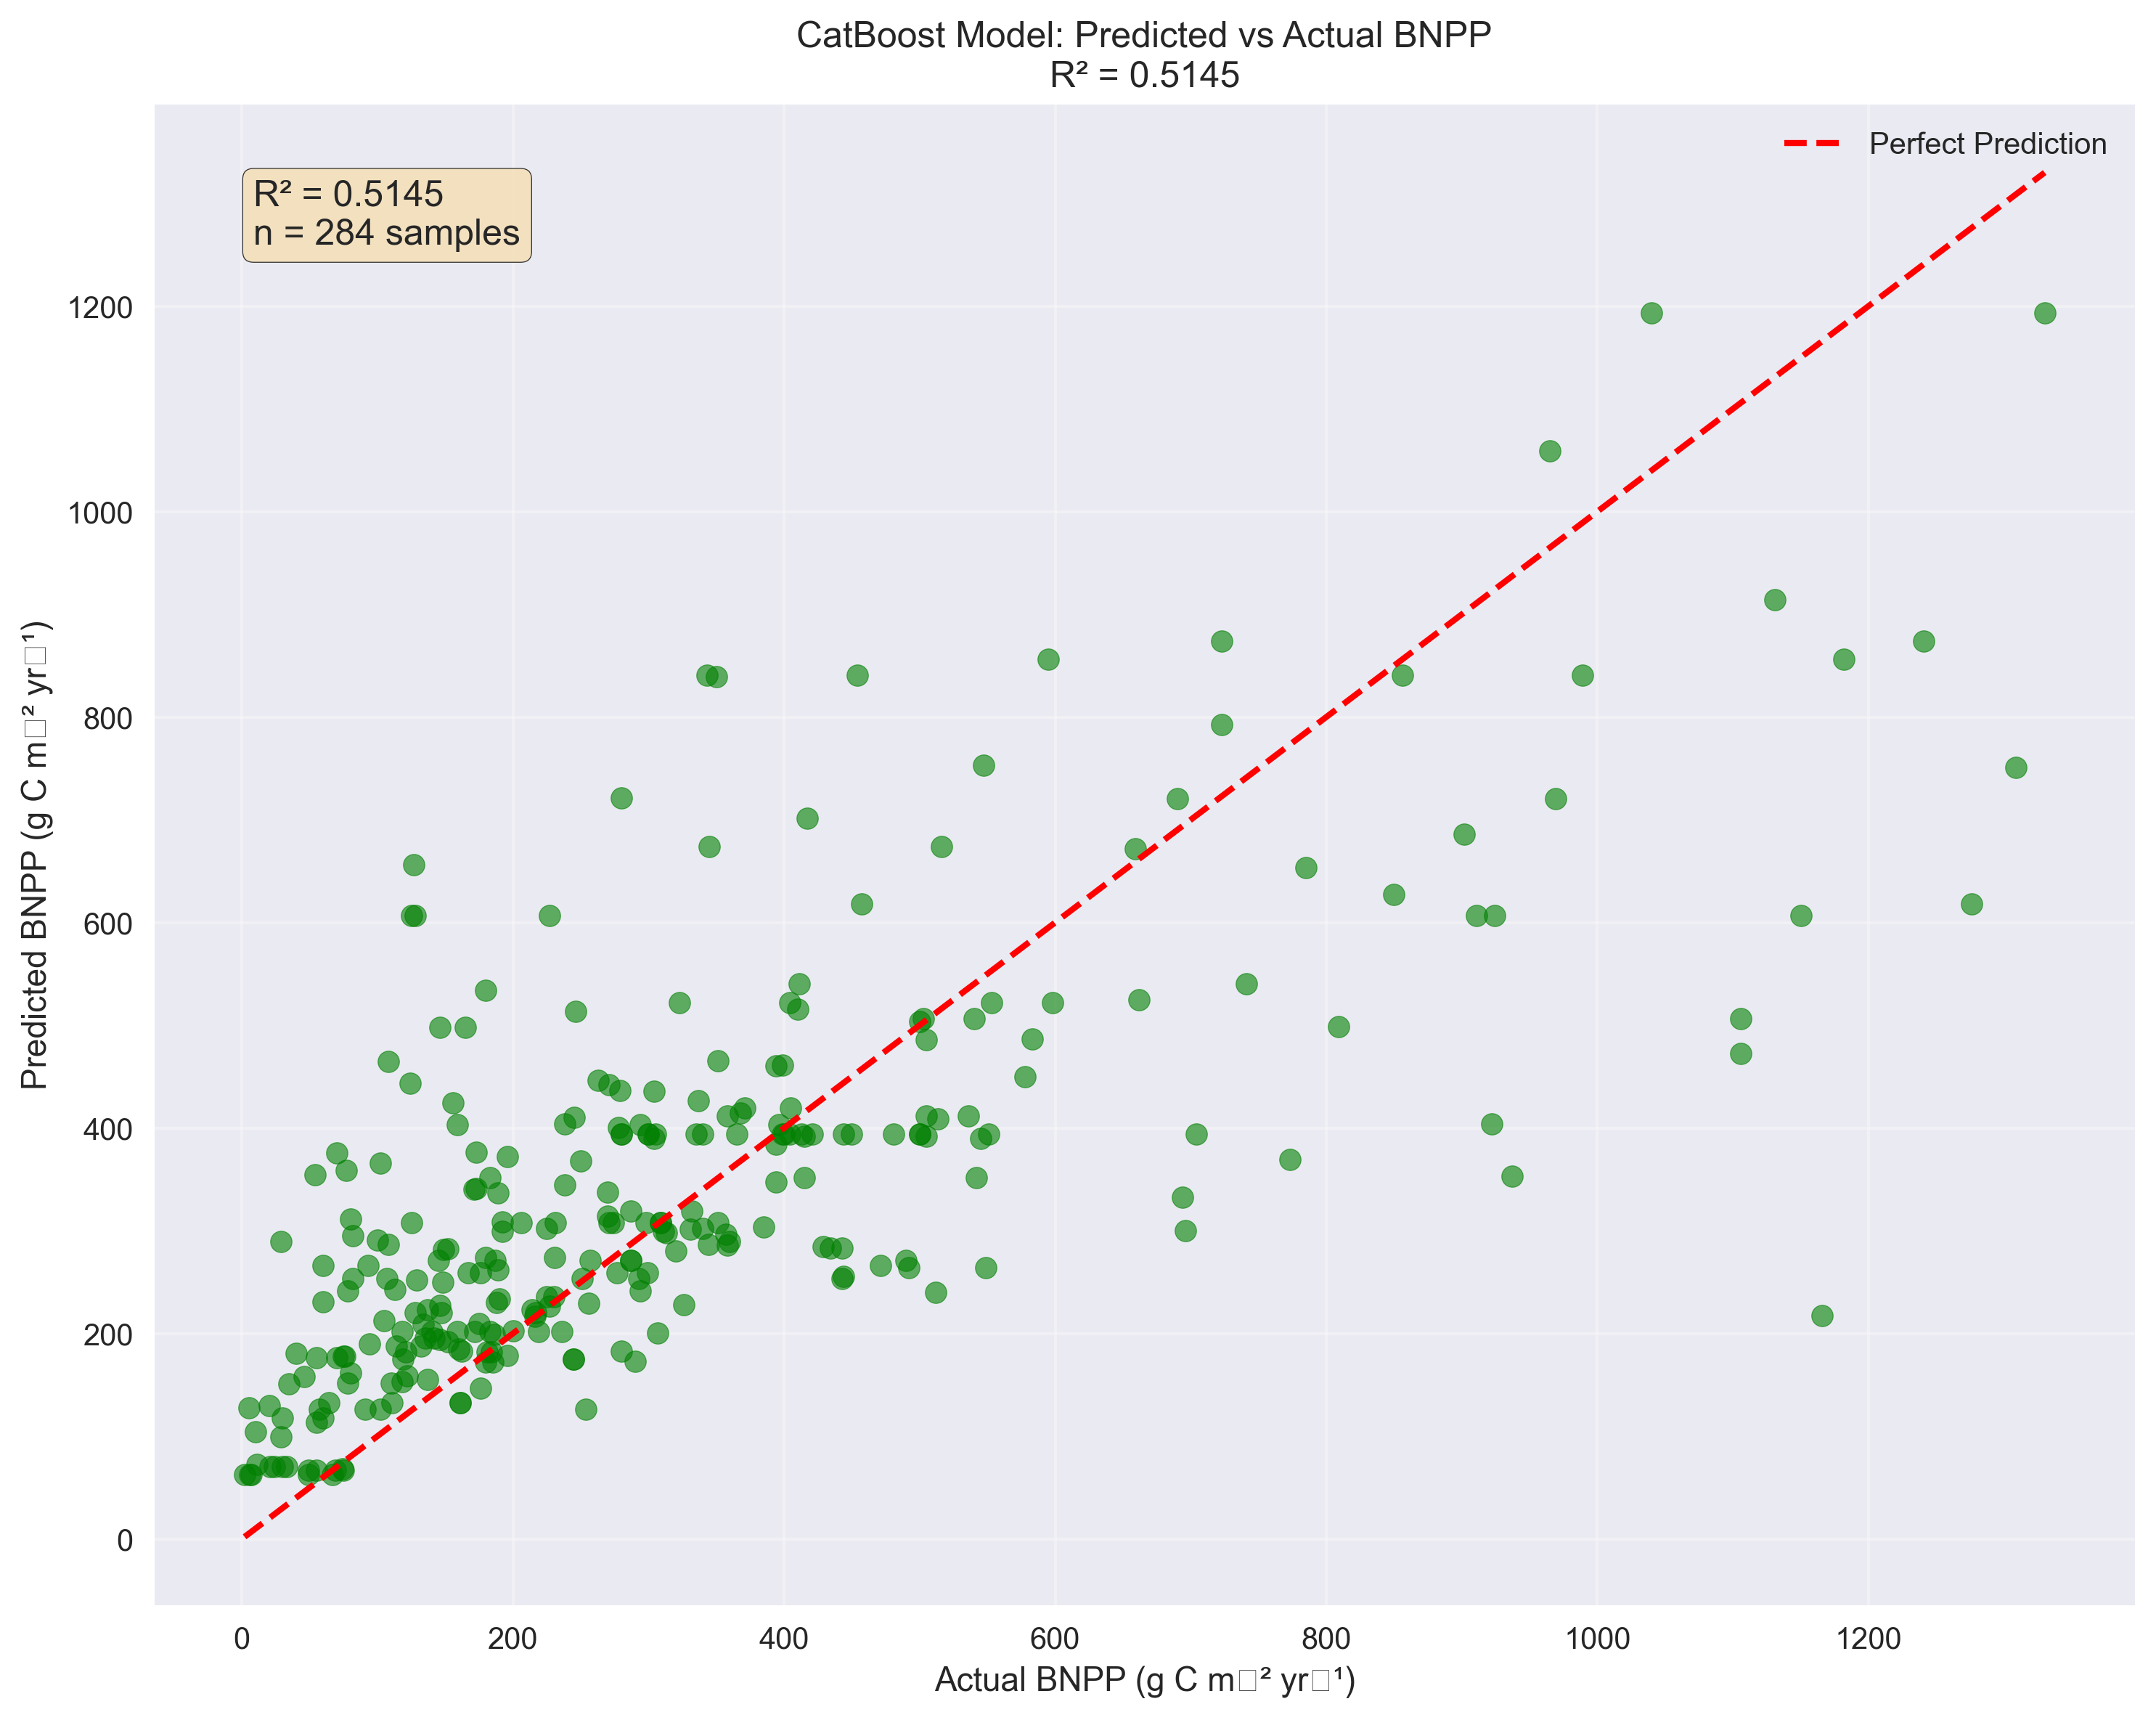 CatBoost Model: Predicted vs Actual BNPP
R² = 0.5145
Perfect Prediction
R² = 0.5145
n = 284 samples
Predicted BNPP (g C m□² yr□¹)
1200
1000
800
600
400
200
0
0 200 400 600 800 1000 1200
Actual BNPP (g C m□² yr□¹)